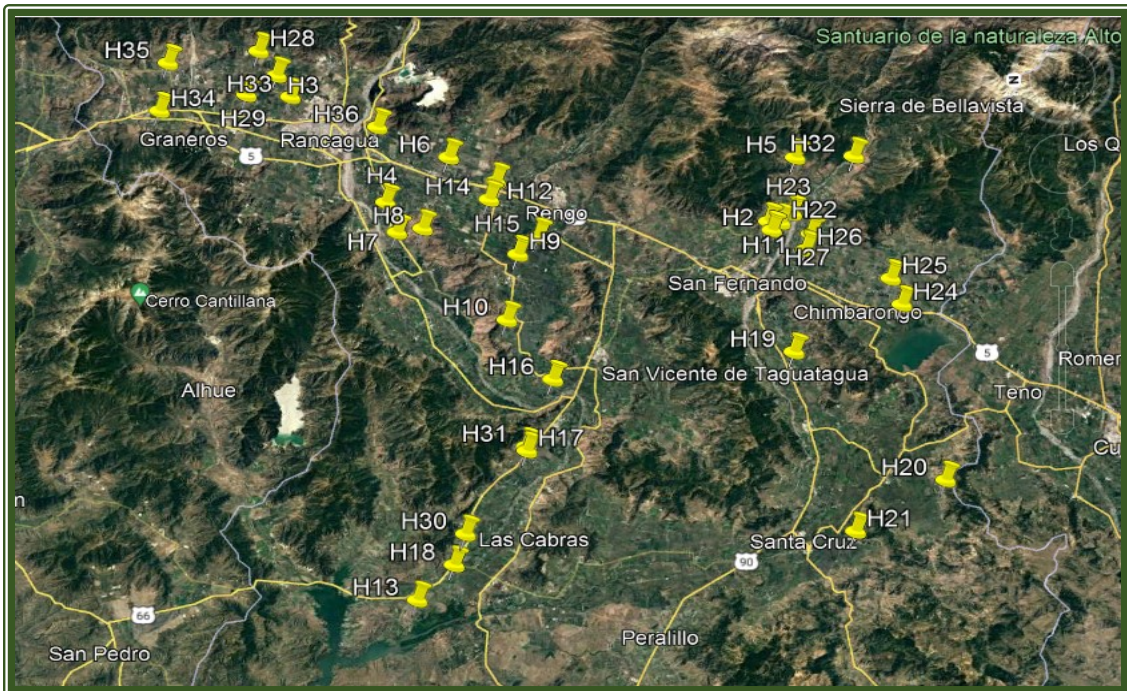 H28
H35
Santuario de la naturaleza Alto
N
H33
H3
H34
Sierra de Bellavista
H29
H36
Graneros
Rancagua
5
H6
H5
H32
Los Q
H4
H14
H12
H23
H8
H15
Rengo
H2
H22
H7
H9
H11
H26
H27
H25
San Fernando
H24
Cerro Cantillana
H10
Chimbarongo
H19
5
Romer
H16
San Vicente de Taguatagua
Alhue
Teno
H31
H17
Cu
H20
n
H30
H21
Las Cabras
Santa Cruz
H18
90
H13
66
Peralillo
San Pedro